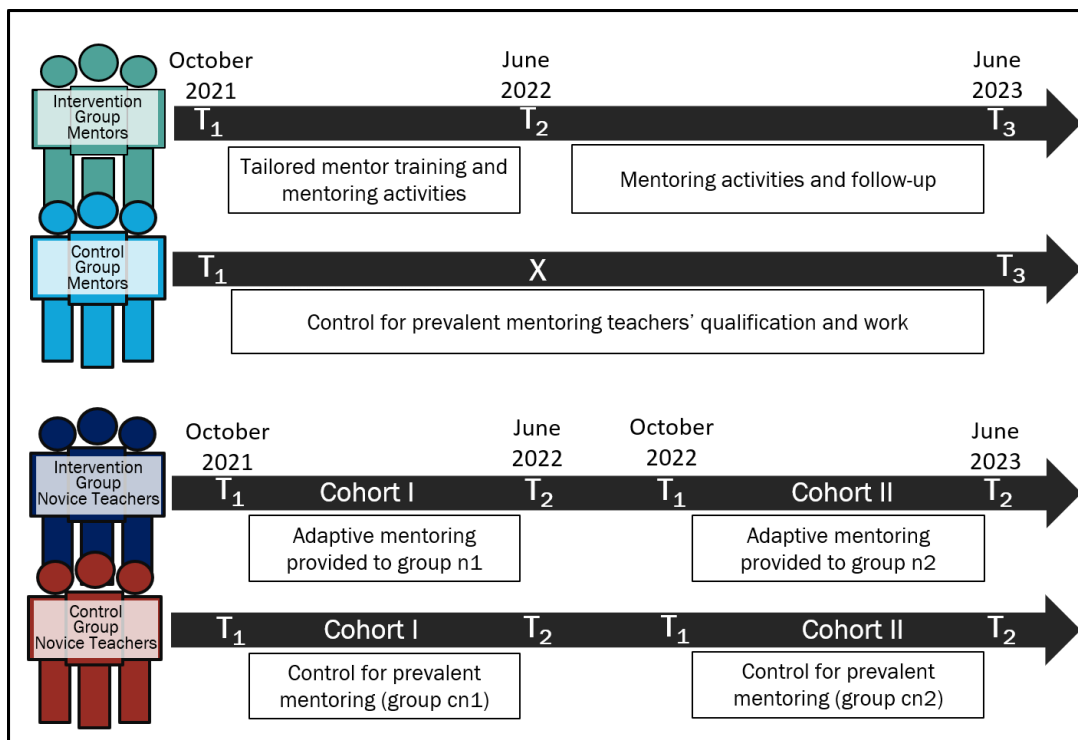 October
2021
June
2022
June
2023
Intervention
Group
Mentors
T₁
T₂
T₃
Tailored mentor training and
mentoring activities
Mentoring activities and follow-up
Control
Group
Mentors
T₁
X
T₃
Control for prevalent mentoring teachers’ qualification and work
October
2021
June
2022
October
2022
June
2023
Intervention
Group
Novice Teachers
T₁
Cohort I
T₂
T₁
Cohort II
T₂
Adaptive mentoring
provided to group n1
Adaptive mentoring
provided to group n2
Control
Group
Novice Teachers
T₁
Cohort I
T₂
T₁
Cohort II
T₂
Control for prevalent
mentoring (group cn1)
Control for prevalent
mentoring (group cn2)